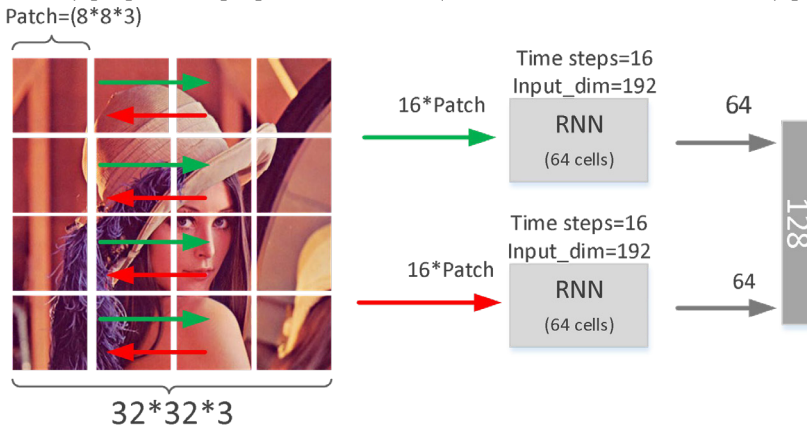 Patch=(8*8*3)
32*32*3
16*Patch
Time steps=16
Input_dim=192
RNN
(64 cells)
64
16*Patch
Time steps=16
Input_dim=192
RNN
(64 cells)
64
128